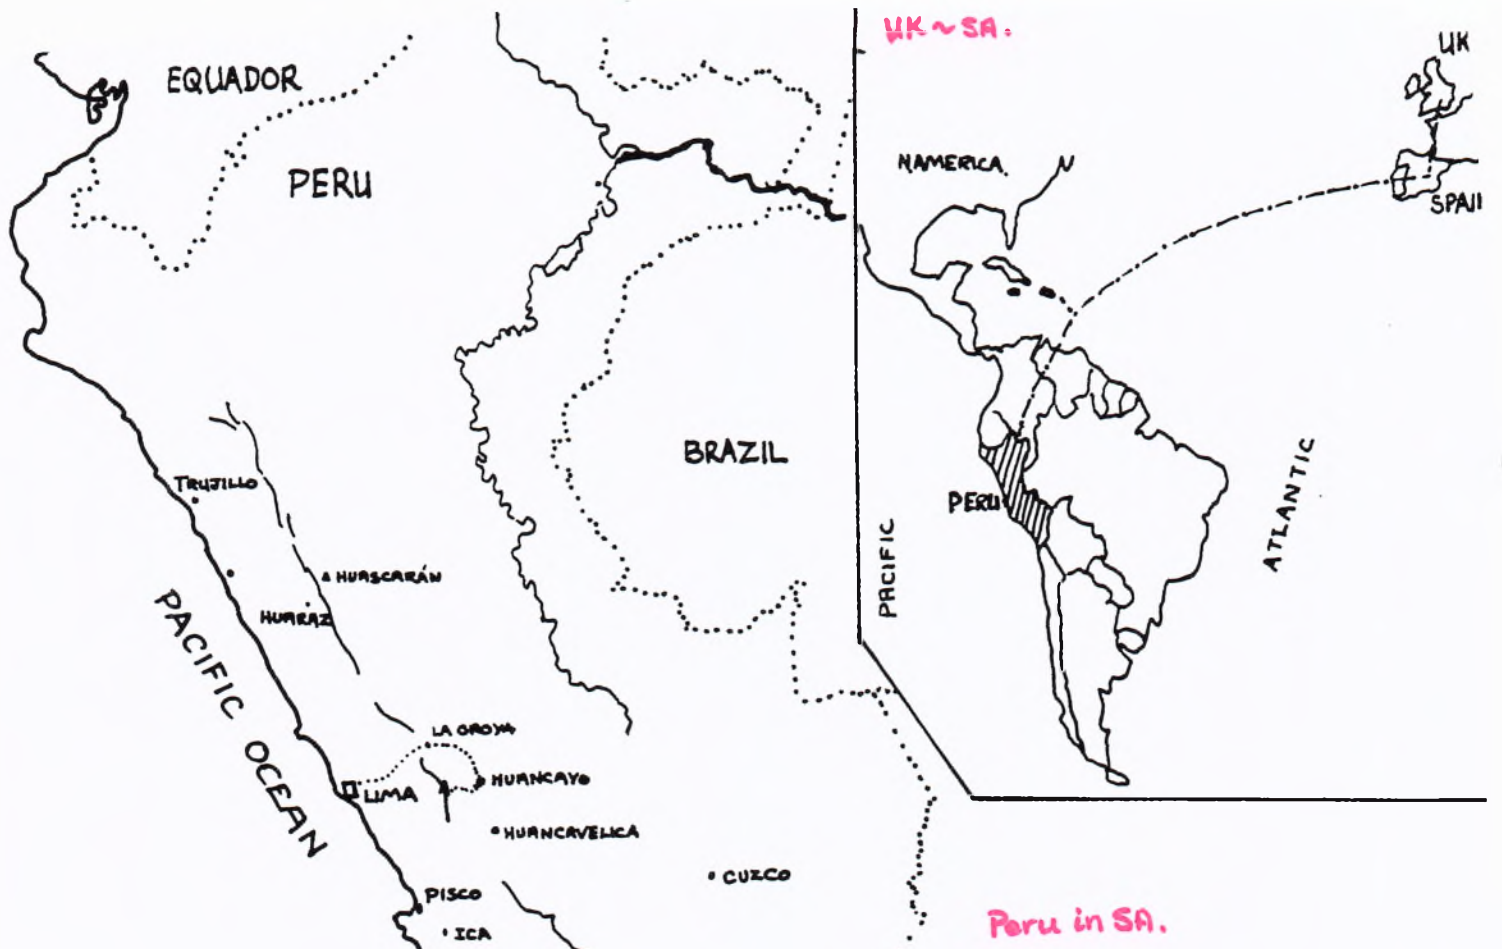 EQUADOR
PERU
BRAZIL
TRUJILLO
HUASCARÁN
HUARAZ
PACIFIC OCEAN
LA OROYA
LIMA
HUANCAYO
HUANCAVELICA
CUZCO
PISCO
ICA
UK ~ SA.
UK
N AMERICA
SPAII
PERU
PACIFIC
ATLANTIC
Peru in SA.